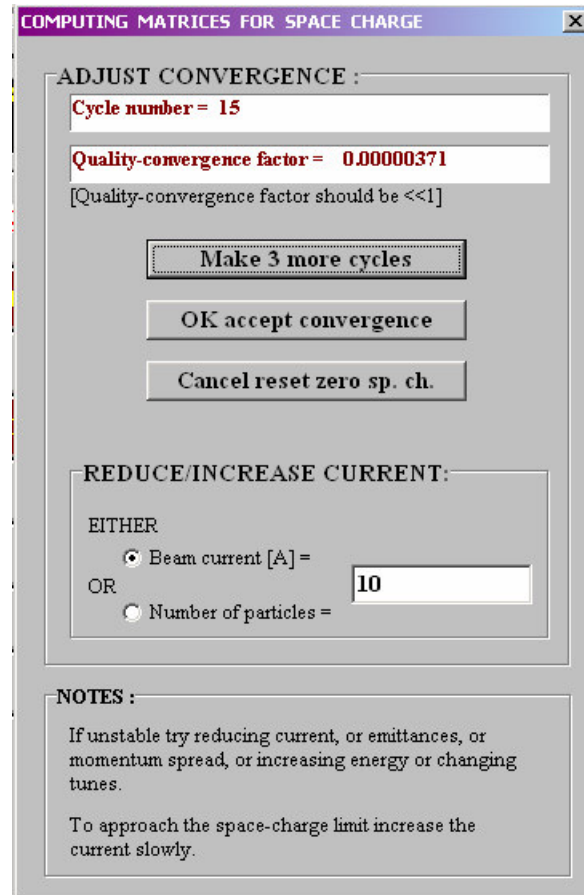 COMPUTING MATRICES FOR SPACE CHARGE
ADJUST CONVERGENCE :
Cycle number = 15
Quality-convergence factor = 0.00000371
[Quality-convergence factor should be <<1]
Make 3 more cycles
OK accept convergence
Cancel reset zero sp. ch.
REDUCE/INCREASE CURRENT:
EITHER
Beam current [A] =
10
OR
Number of particles =
NOTES :
If unstable try reducing current, or emittances, or
momentum spread, or increasing energy or changing
tunes.
To approach the space-charge limit increase the
current slowly.